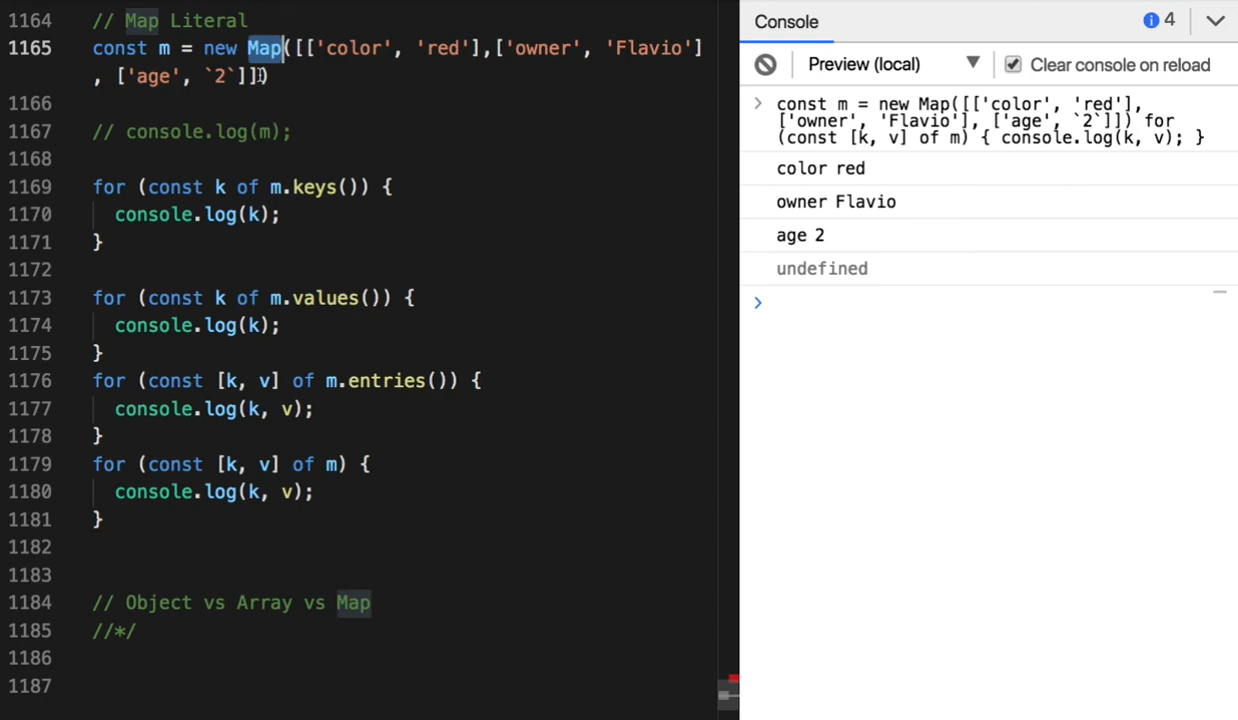 1164 // Map Literal
1165 const m = new Map([['color', 'red'],['owner', 'Flavio']
, ['age', `2`]])
1166
1167 // console.log(m);
1168
1169 for (const k of m.keys()) {
1170 console.log(k);
1171 }
1172
1173 for (const k of m.values()) {
1174 console.log(k);
1175 }
1176 for (const [k, v] of m.entries()) {
1177 console.log(k, v);
1178 }
1179 for (const [k, v] of m) {
1180 console.log(k, v);
1181 }
1182
1183
1184 // Object vs Array vs Map
1185 //*/
1186
1187
Console 4
Preview (local) Clear console on reload
> const m = new Map([['color', 'red'],
['owner', 'Flavio'], ['age', `2`]]) for
(const [k, v] of m) { console.log(k, v); }
color red
owner Flavio
age 2
undefined
>